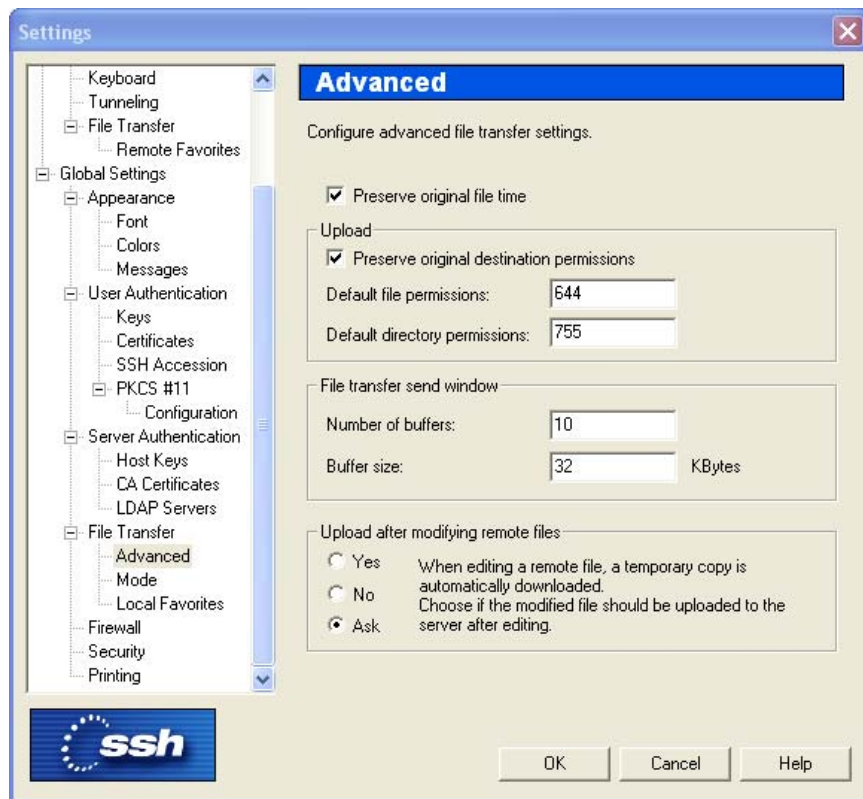 Settings
Keyboard
Tunneling
File Transfer
Remote Favorites
Global Settings
Appearance
Font
Colors
Messages
User Authentication
Keys
Certificates
SSH Accession
PKCS #11
Configuration
Server Authentication
Host Keys
CA Certificates
LDAP Servers
File Transfer
Advanced
Mode
Local Favorites
Firewall
Security
Printing
ssh
Advanced
Configure advanced file transfer settings.
Preserve original file time
Upload
Preserve original destination permissions
Default file permissions: 644
Default directory permissions: 755
File transfer send window
Number of buffers: 10
Buffer size: 32 KBytes
Upload after modifying remote files
Yes
No
Ask
When editing a remote file, a temporary copy is
automatically downloaded.
Choose if the modified file should be uploaded to the
server after editing.
OK Cancel Help